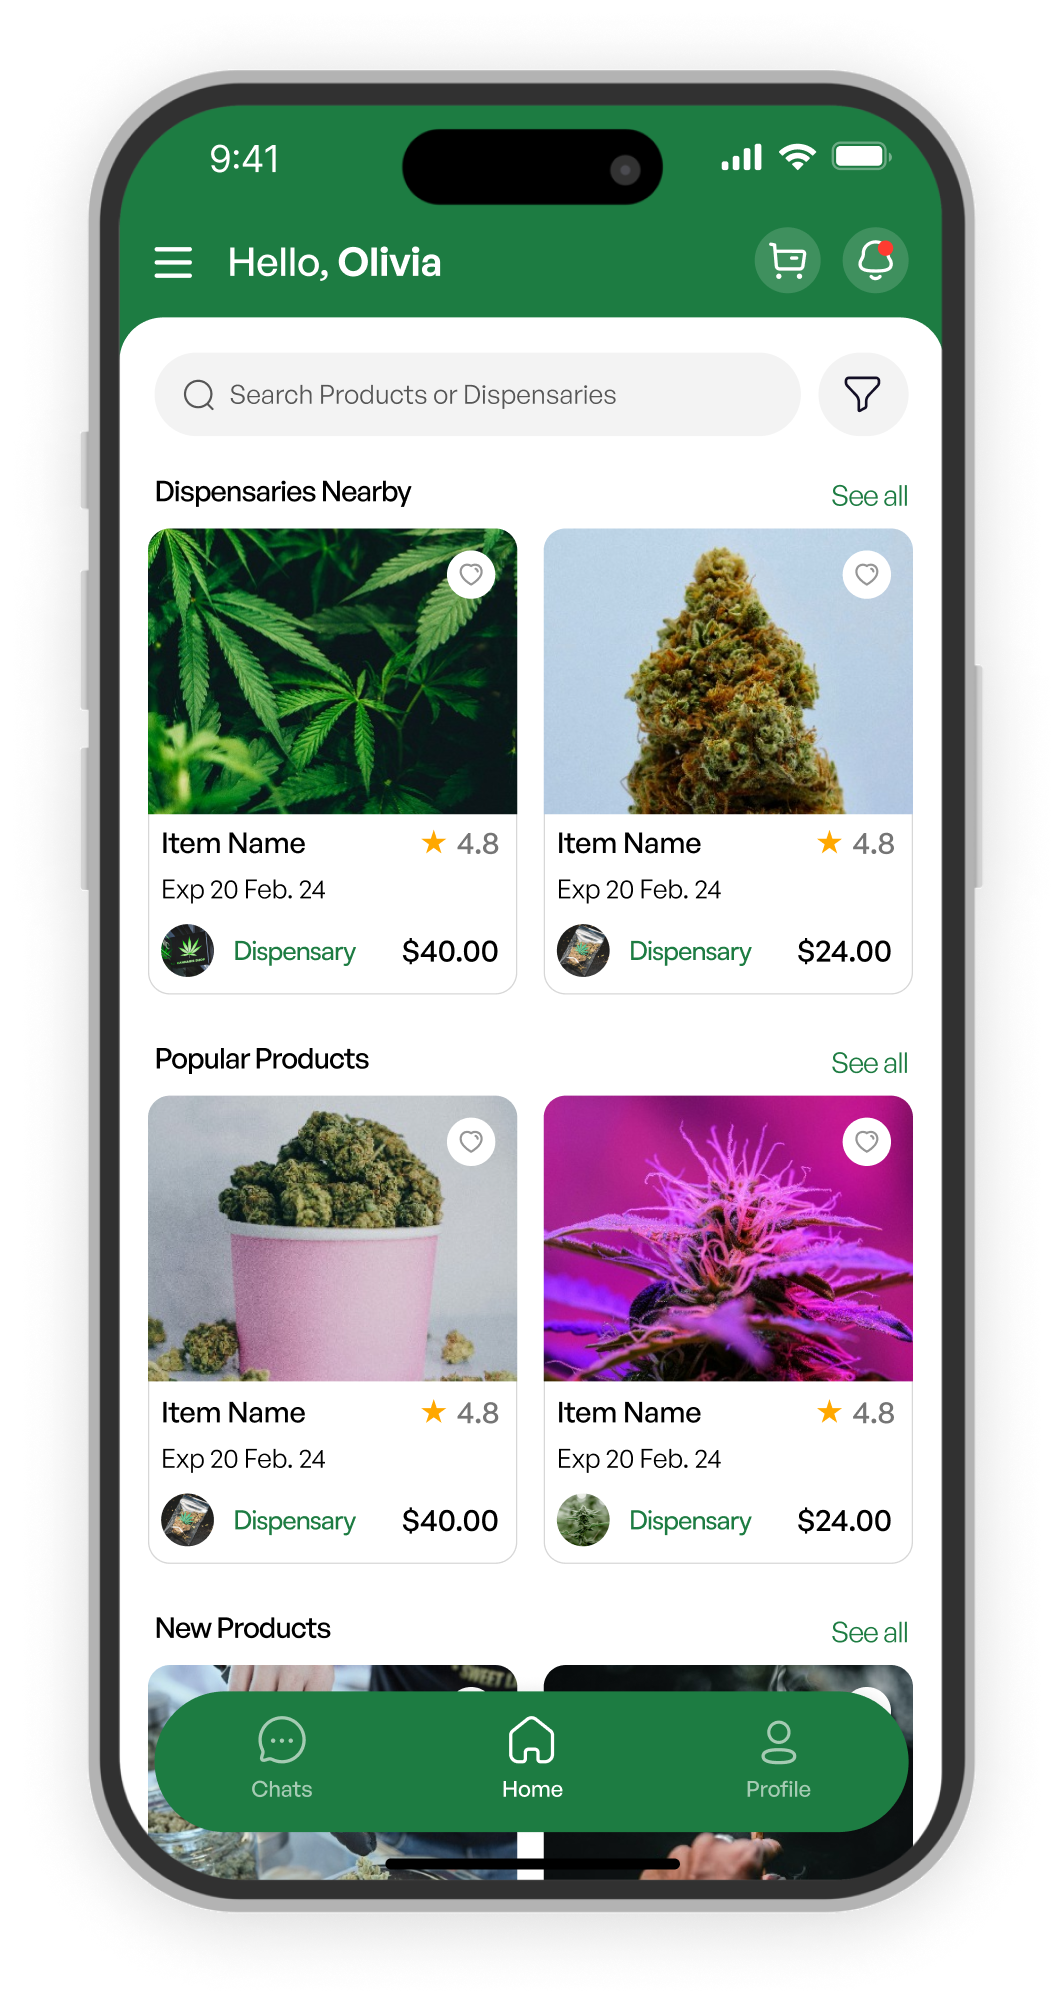 9:41
Hello, Olivia
Search Products or Dispensaries
Dispensaries Nearby See all
Item Name 4.8 Item Name 4.8
Exp 20 Feb. 24 Exp 20 Feb. 24
Dispensary $40.00 Dispensary $24.00
Popular Products See all
Item Name 4.8 Item Name 4.8
Exp 20 Feb. 24 Exp 20 Feb. 24
Dispensary $40.00 Dispensary $24.00
New Products See all
SWEET
Chats Home Profile